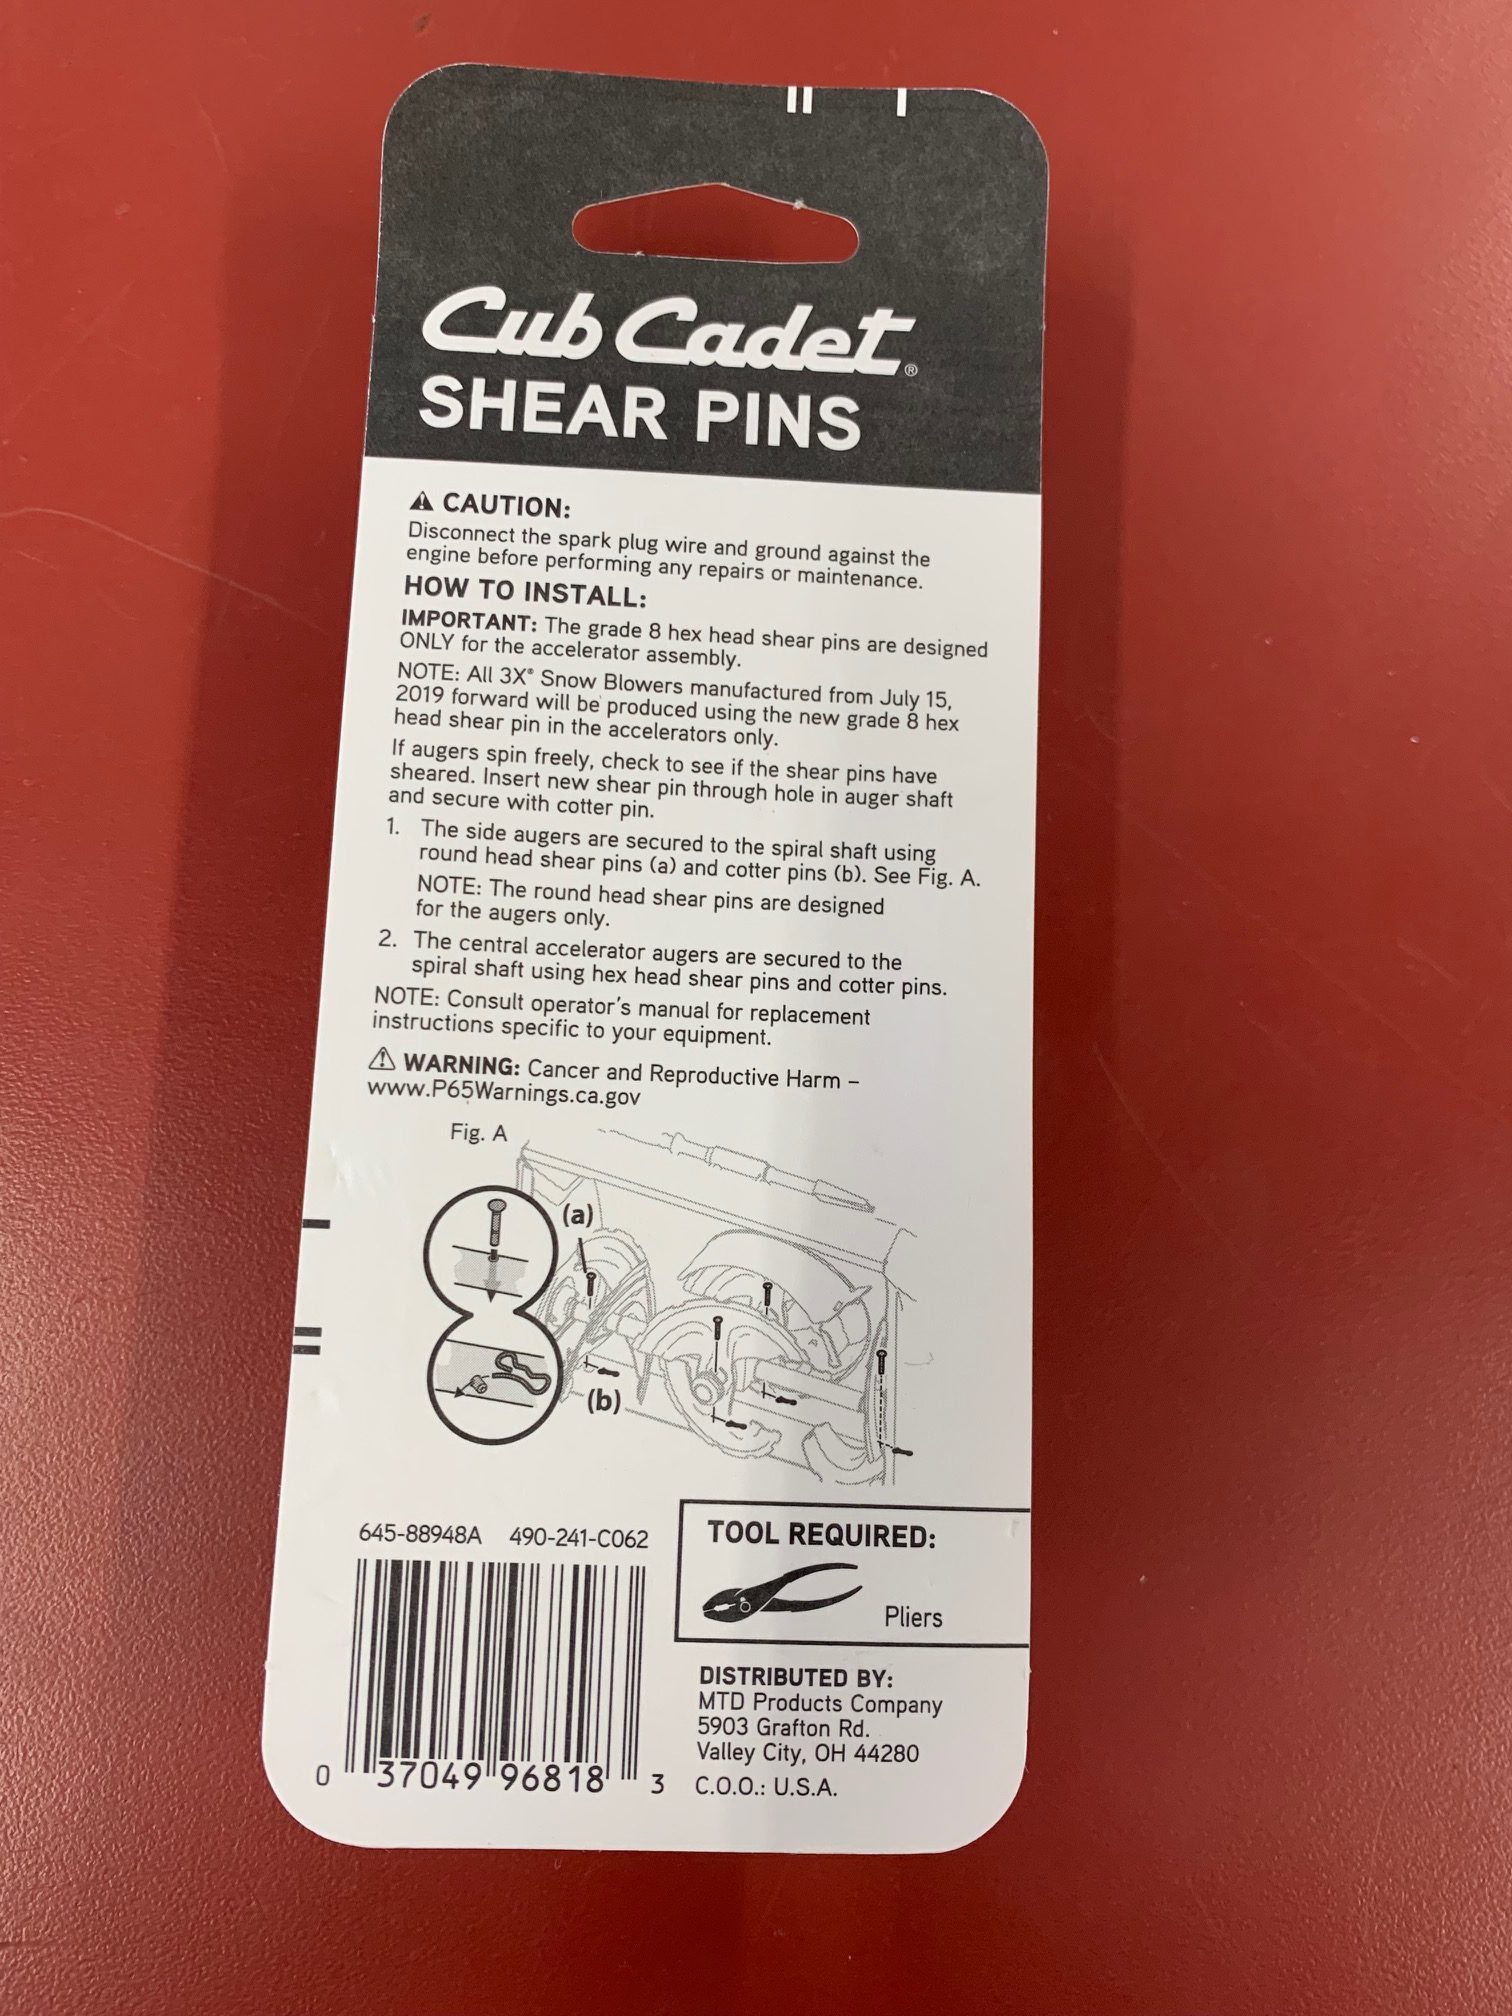 Cub Cadet®
SHEAR PINS
⚠ CAUTION:
Disconnect the spark plug wire and ground against the
engine before performing any repairs or maintenance.
HOW TO INSTALL:
IMPORTANT: The grade 8 hex head shear pins are designed
ONLY for the accelerator assembly.
NOTE: All 3X® Snow Blowers manufactured from July 15,
2019 forward will be produced using the new grade 8 hex
head shear pin in the accelerators only.
If augers spin freely, check to see if the shear pins have
sheared. Insert new shear pin through hole in auger shaft
and secure with cotter pin.
1. The side augers are secured to the spiral shaft using
round head shear pins (a) and cotter pins (b). See Fig. A.
NOTE: The round head shear pins are designed
for the augers only.
2. The central accelerator augers are secured to the
spiral shaft using hex head shear pins and cotter pins.
NOTE: Consult operator's manual for replacement
instructions specific to your equipment.
⚠ WARNING: Cancer and Reproductive Harm –
www.P65Warnings.ca.gov
Fig. A
(a)
(b)
645-88948A 490-241-C062
0 37049 96818 3
TOOL REQUIRED:
Pliers
DISTRIBUTED BY:
MTD Products Company
5903 Grafton Rd.
Valley City, OH 44280
C.O.O.: U.S.A.